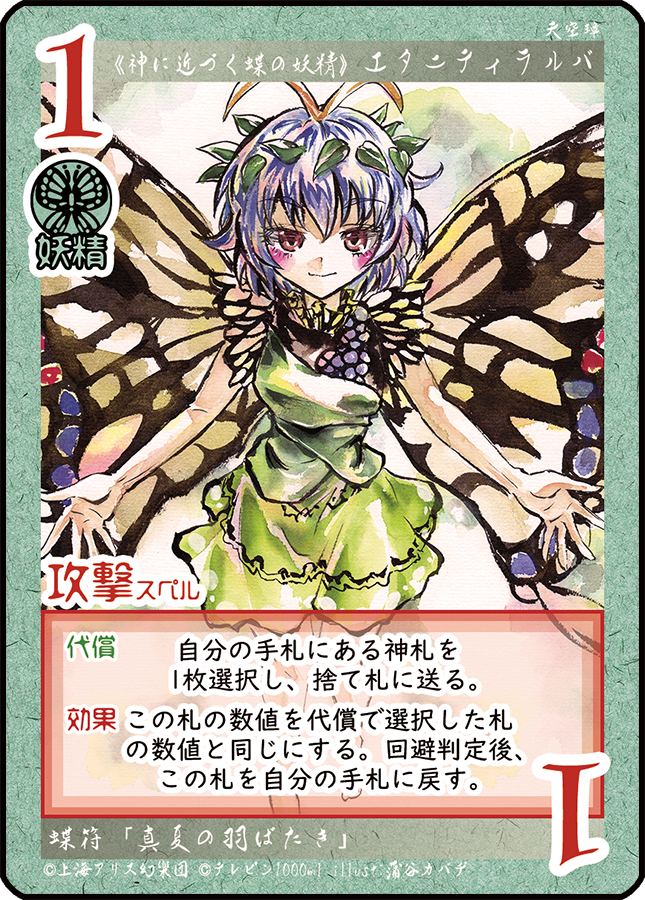 天空璋
1
《神に近づく蝶の妖精》 エタニティラルバ
妖精
攻撃スペル
代償 自分の手札にある神札を
1枚選択し、捨て札に送る。
効果 この札の数値を代償で選択した札
の数値と同じにする。回避判定後、
この札を自分の手札に戻す。
1
蝶符「真夏の羽ばたき」
©上海アリス幻樂団 ©テレピン1000ml illust:蒲谷カバヂ